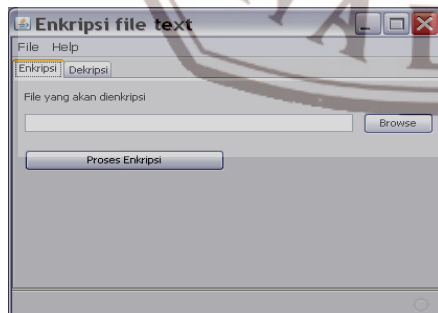 Enkripsi file text
File Help
Enkripsi Dekripsi
File yang akan dienkripsi
Browse
Proses Enkripsi